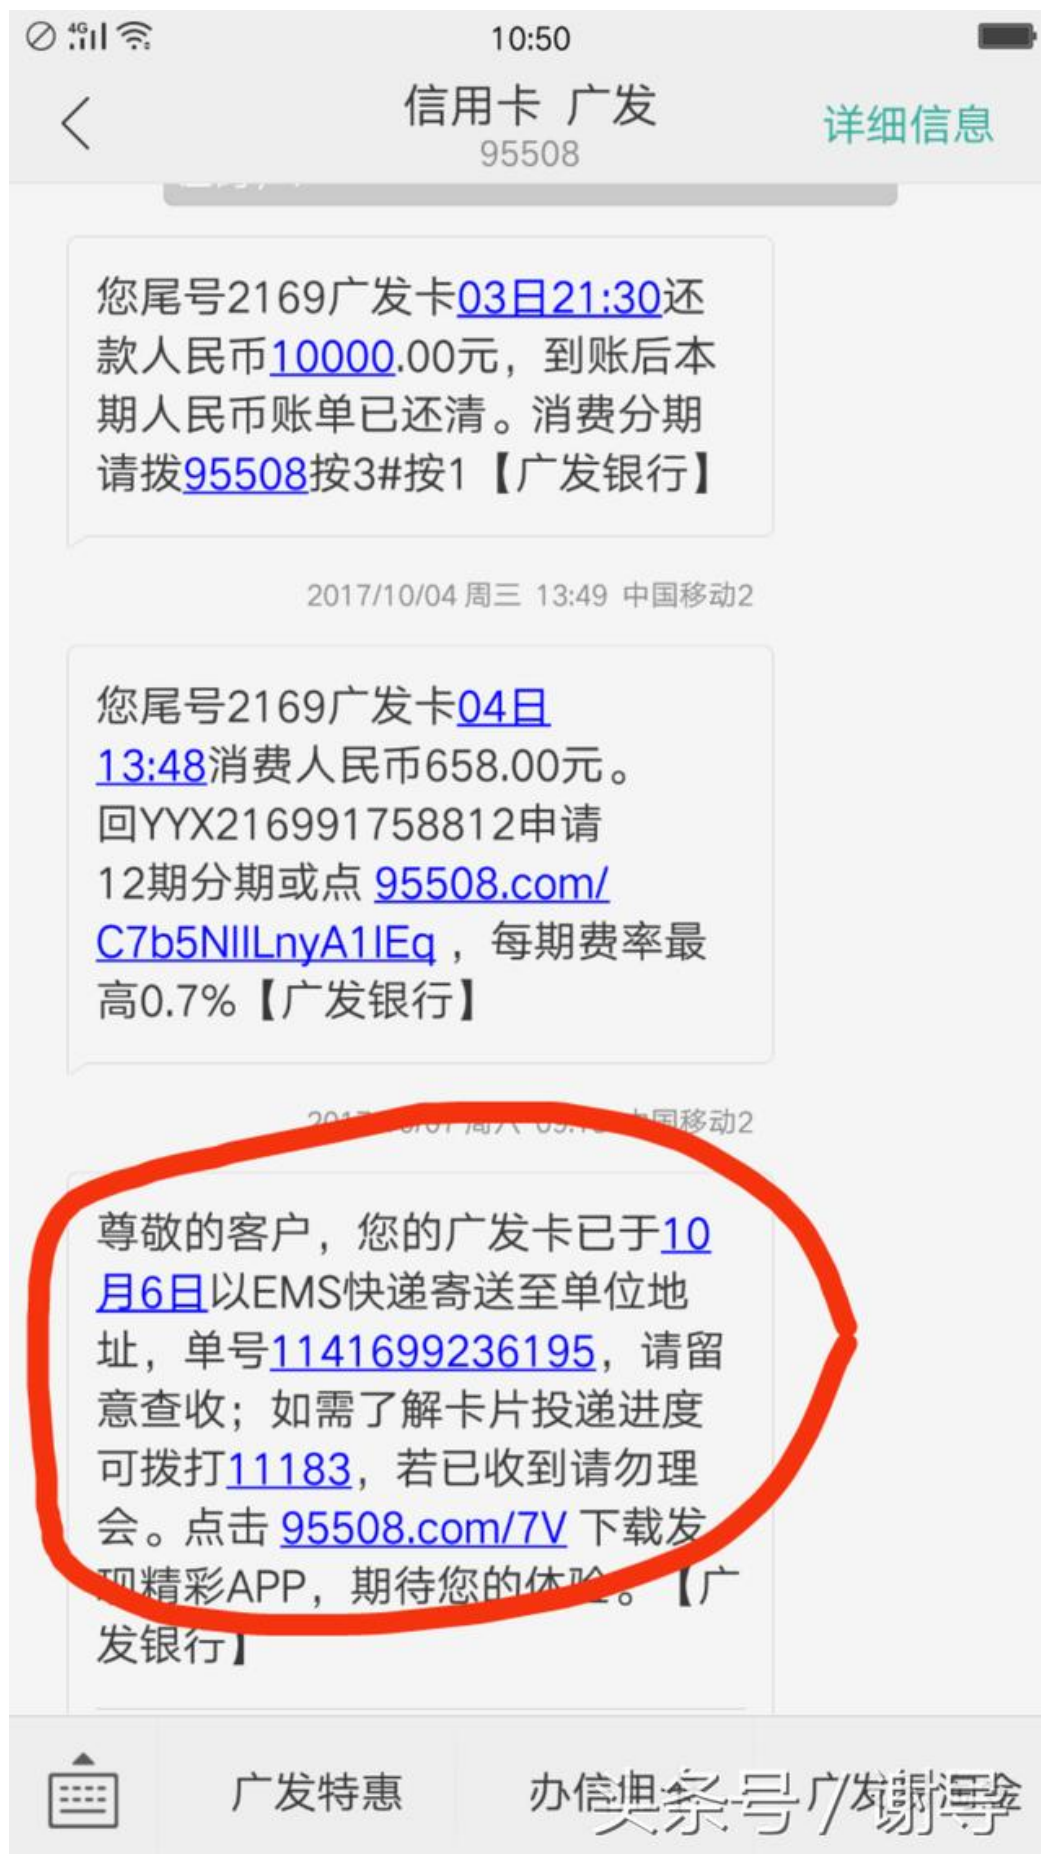 4G
10:50
信用卡 广发
95508
详细信息
您尾号2169广发卡03日21:30还
款人民币10000.00元，到账后本
期人民币账单已还清。消费分期
请拨95508按3#按1【广发银行】
2017/10/04 周三 13:49 中国移动2
您尾号2169广发卡04日
13:48消费人民币658.00元。
回YYX216991758812申请
12期分期或点 95508.com/
C7b5NIILnyA1IEq ，每期费率最
高0.7%【广发银行】
中国移动2
尊敬的客户，您的广发卡已于10
月6日以EMS快递寄送至单位地
址，单号1141699236195，请留
意查收；如需了解卡片投递进度
可拨打11183，若已收到请勿理
会。点击 95508.com/7V 下载发
现精彩APP，期待您的体验。【广
发银行】
广发特惠
办信用卡
头条号 / 谢导